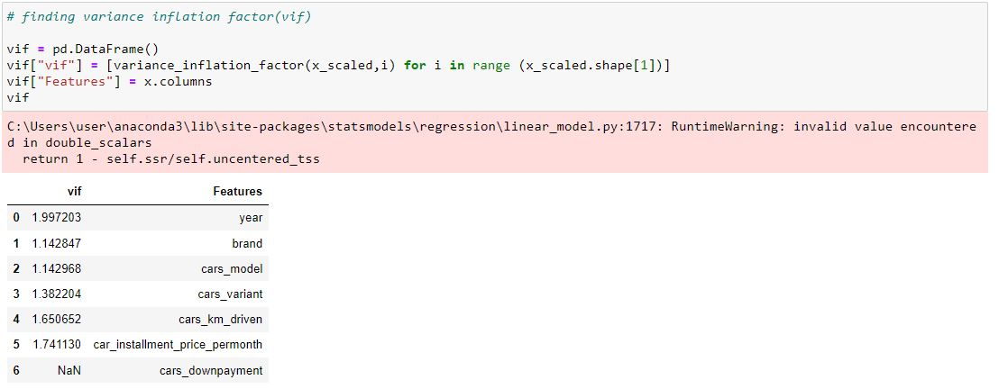 # finding variance inflation factor(vif)
vif = pd.DataFrame()
vif["vif"] = [variance_inflation_factor(x_scaled,i) for i in range (x_scaled.shape[1])]
vif["Features"] = x.columns
vif
C:\Users\user\anaconda3\lib\site-packages\statsmodels\regression\linear_model.py:1717: RuntimeWarning: invalid value encountere
d in double_scalars
  return 1 - self.ssr/self.uncentered_tss
vif Features
0 1.997203 year
1 1.142847 brand
2 1.142968 cars_model
3 1.382204 cars_variant
4 1.650652 cars_km_driven
5 1.741130 car_installment_price_permonth
6 NaN cars_downpayment